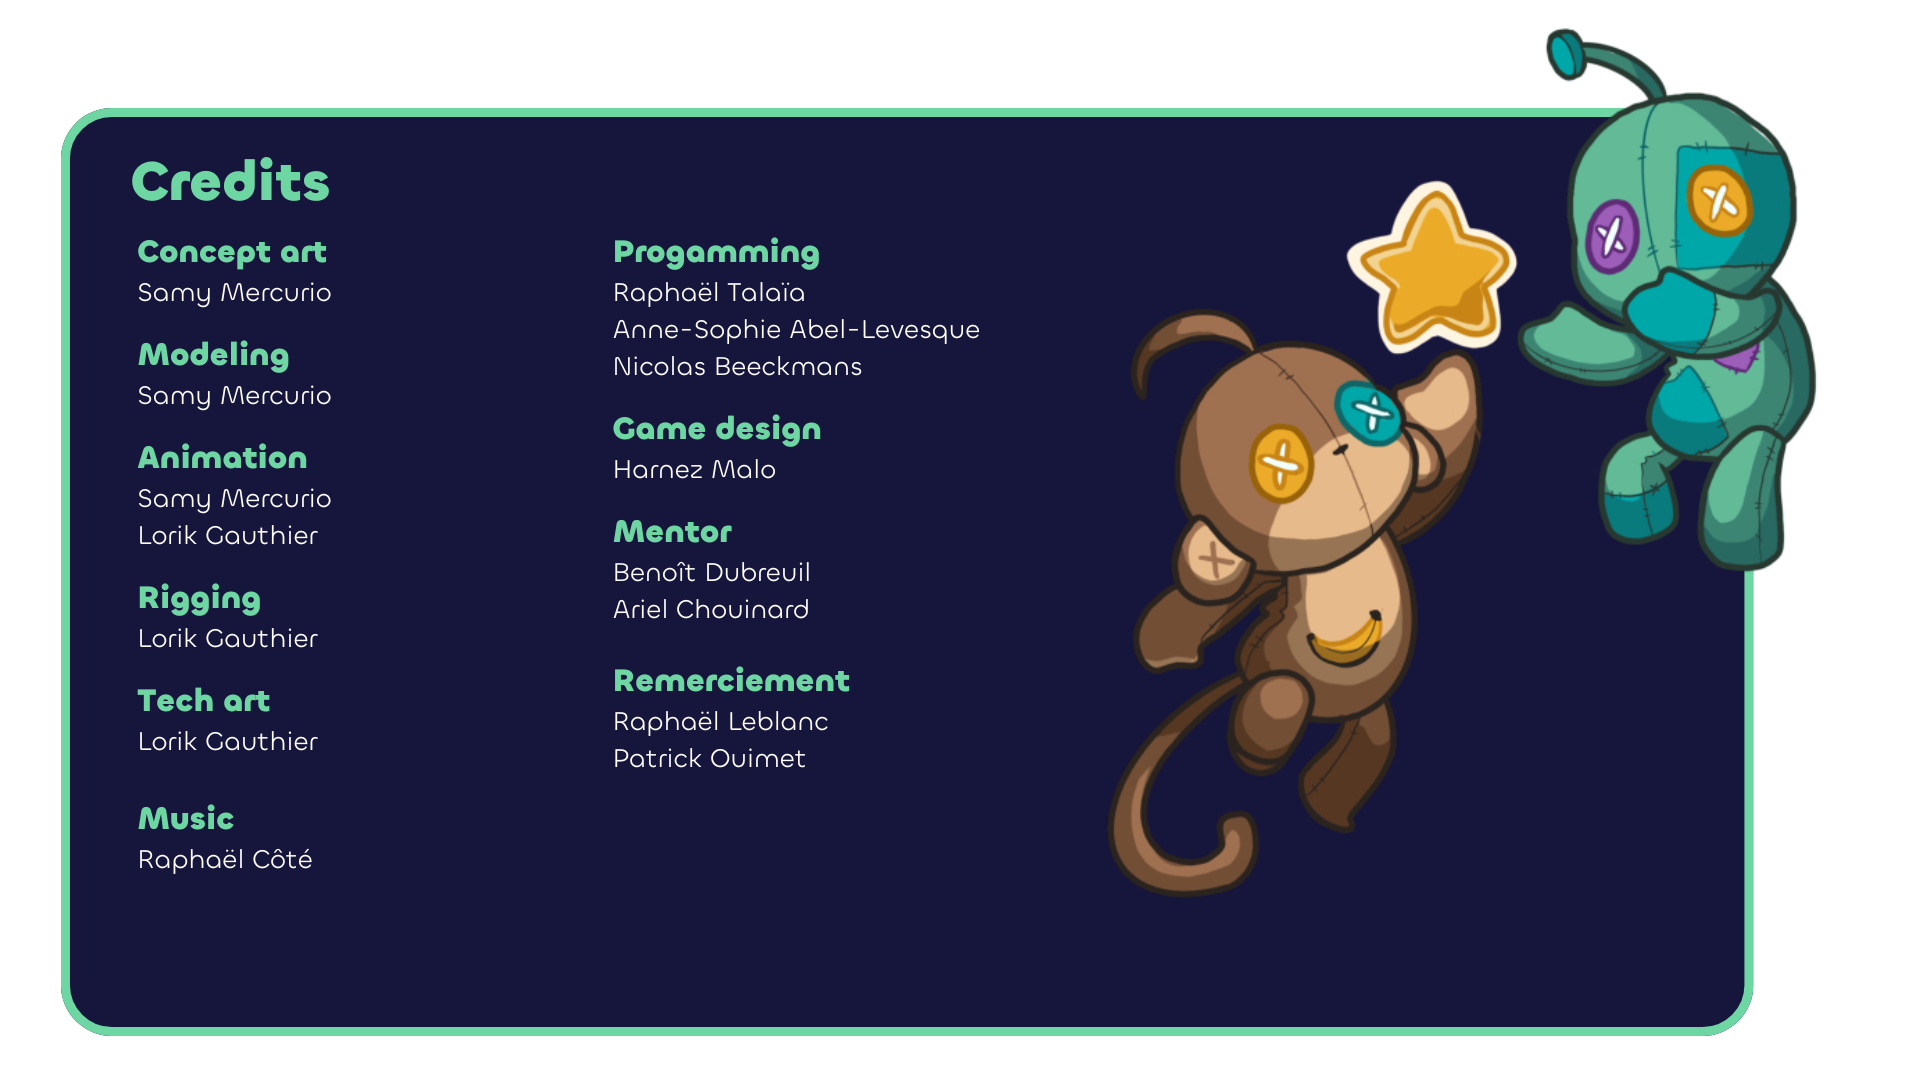 Credits
Concept art
Samy Mercurio
Modeling
Samy Mercurio
Animation
Samy Mercurio
Lorik Gauthier
Rigging
Lorik Gauthier
Tech art
Lorik Gauthier
Music
Raphaël Côté
Progamming
Raphaël Talaïa
Anne-Sophie Abel-Levesque
Nicolas Beeckmans
Game design
Harnez Malo
Mentor
Benoît Dubreuil
Ariel Chouinard
Remerciement
Raphaël Leblanc
Patrick Ouimet